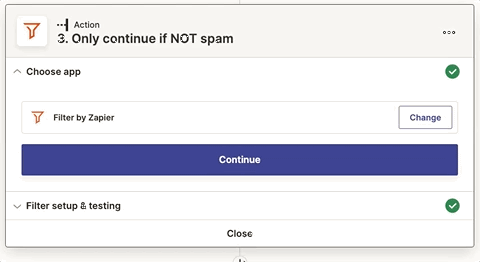 Action
3. Only continue if NOT spam
Choose app
Filter by Zapier
Change
Continue
Filter setup & testing
Close